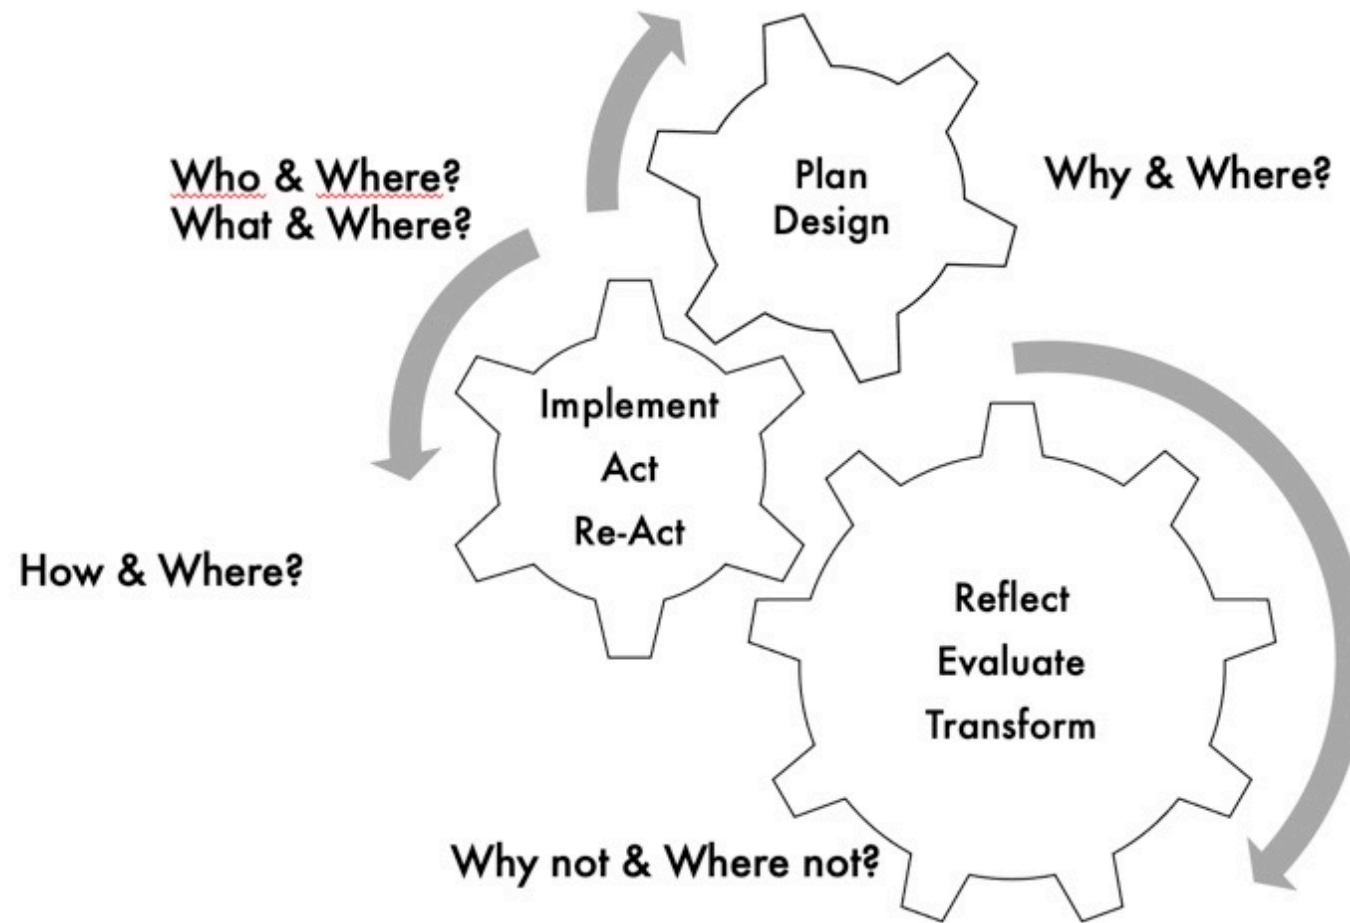 Who & Where?
What & Where?
Plan
Design
Why & Where?
Implement
Act
Re-Act
How & Where?
Reflect
Evaluate
Transform
Why not & Where not?